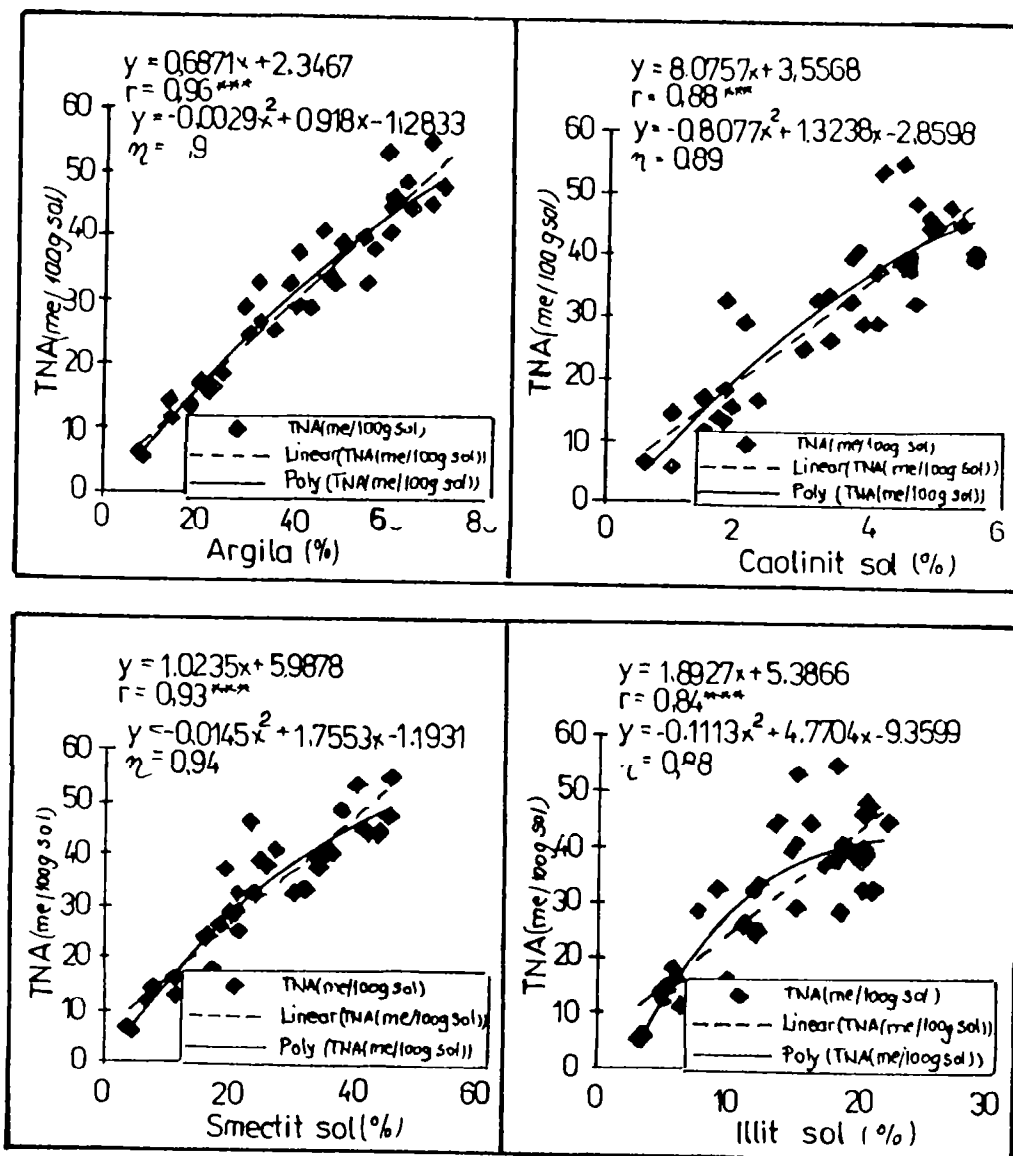 y = 0,6871x + 2.3467
r = 0,96***
y = -0,0029x² + 0.918x - 1,2833
η = ,9
60
50
40
30
20
10
0
TNA (me/100g sol)
TNA(me/100g sol)
Linear(TNA(me/100g sol))
Poly (TNA(me/100g sol))
0 20 40
Argila (%)
y = 8.0757x + 3,5568
r = 0,88***
y = -0.8077x² + 1.3238x - 2.8598
η = 0.89
60
50
40
30
20
10
0
TNA (me/100g sol)
TNA(me/100g sol)
Linear(TNA(me/100g sol))
Poly (TNA(me/100g sol))
0 2 4 6
Caolinit sol (%)
y = 1.0235x + 5.9878
r = 0,93***
y = -0.0145x² + 1.7553x - 1.1931
η = 0,94
60
50
40
30
20
10
0
TNA (me/100g sol)
TNA(me/100g sol)
Linear(TNA(me/100g sol))
Poly (TNA(me/100g sol))
0 20 40 60
Smectit sol (%)
y = 1.8927x + 5.3866
r = 0,84***
y = -0.1113x² + 4.7704x - 9.3599
60
50
40
30
20
10
0
TNA (me/100g sol)
TNA(me/100g sol)
Linear(TNA(me/100g sol))
Poly (TNA(me/100g sol))
0 10 20 30
Illit sol (%)